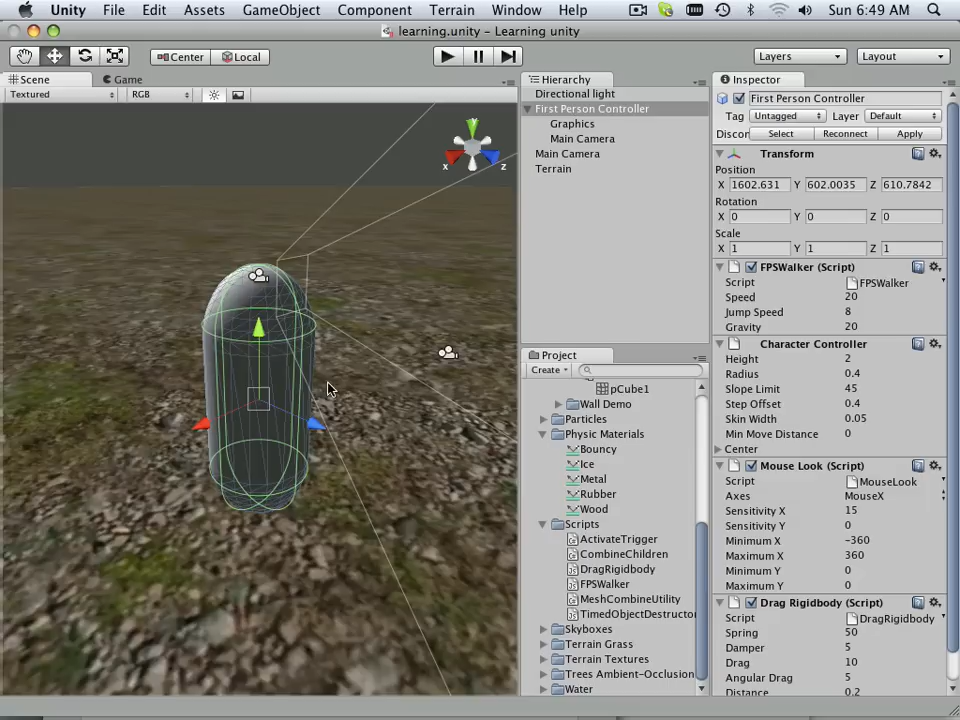 Unity File Edit Assets GameObject Component Terrain Window Help Sun 6:49 AM
learning.unity – Learning unity
Center Local Layers Layout
Scene Game Hierarchy Inspector
Textured RGB
Directional light
First Person Controller
Graphics
Main Camera
Main Camera
Terrain
y
x
z
Project
Create
pCube1
Wall Demo
Particles
Physic Materials
Bouncy
Ice
Metal
Rubber
Wood
Scripts
ActivateTrigger
CombineChildren
DragRigidbody
FPSWalker
MeshCombineUtility
TimedObjectDestructo
Skyboxes
Terrain Grass
Terrain Textures
Trees Ambient-Occlusion
Water
First Person Controller
Tag Untagged Layer Default
Discon Select Reconnect Apply
Transform
Position
X 1602.631 Y 602.0035 Z 610.7842
Rotation
X 0 Y 0 Z 0
Scale
X 1 Y 1 Z 1
FPSWalker (Script)
Script FPSWalker
Speed 20
Jump Speed 8
Gravity 20
Character Controller
Height 2
Radius 0.4
Slope Limit 45
Step Offset 0.4
Skin Width 0.05
Min Move Distance 0
Center
Mouse Look (Script)
Script MouseLook
Axes MouseX
Sensitivity X 15
Sensitivity Y 0
Minimum X -360
Maximum X 360
Minimum Y 0
Maximum Y 0
Drag Rigidbody (Script)
Script DragRigidbody
Spring 50
Damper 5
Drag 10
Angular Drag 5
Distance 0.2